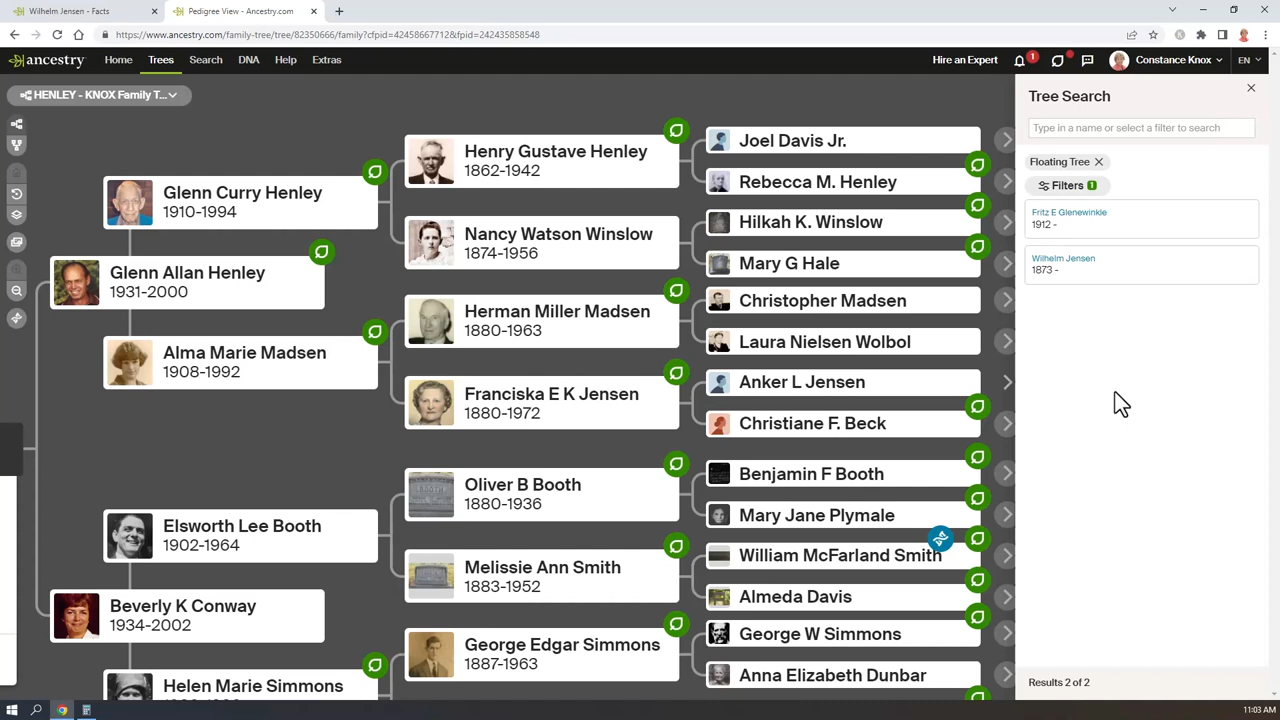 Wilhelm Jensen - Facts
Pedigree View - Ancestry.com
https://www.ancestry.com/family-tree/tree/82350666/family?cfpid=424586677128&fpid=242435858548
ancestry
Home
Trees
Search
DNA
Help
Extras
Hire an Expert
1
Constance Knox
EN
HENLEY - KNOX Family T...
Glenn Curry Henley
1910-1994
Glenn Allan Henley
1931-2000
Alma Marie Madsen
1908-1992
Elsworth Lee Booth
1902-1964
Beverly K Conway
1934-2002
Helen Marie Simmons
Henry Gustave Henley
1862-1942
Nancy Watson Winslow
1874-1956
Herman Miller Madsen
1880-1963
Franciska E K Jensen
1880-1972
Oliver B Booth
1880-1936
Melissie Ann Smith
1883-1952
George Edgar Simmons
1887-1963
Joel Davis Jr.
Rebecca M. Henley
Hilkah K. Winslow
Mary G Hale
Christopher Madsen
Laura Nielsen Wolbol
Anker L Jensen
Christiane F. Beck
Benjamin F Booth
Mary Jane Plymale
William McFarland Smith
Almeda Davis
George W Simmons
Anna Elizabeth Dunbar
Tree Search
Type in a name or select a filter to search
Floating Tree
Filters 1
Fritz E Glenewinkle
1912 -
Wilhelm Jensen
1873 -
Results 2 of 2
11:03 AM